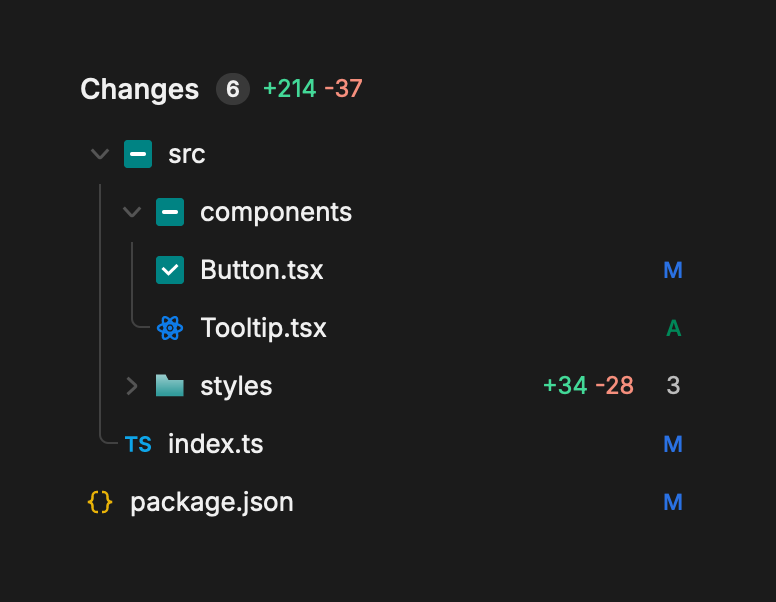 Changes 6 +214 -37
src
components
Button.tsx M
Tooltip.tsx A
styles +34 -28 3
TS index.ts M
{} package.json M